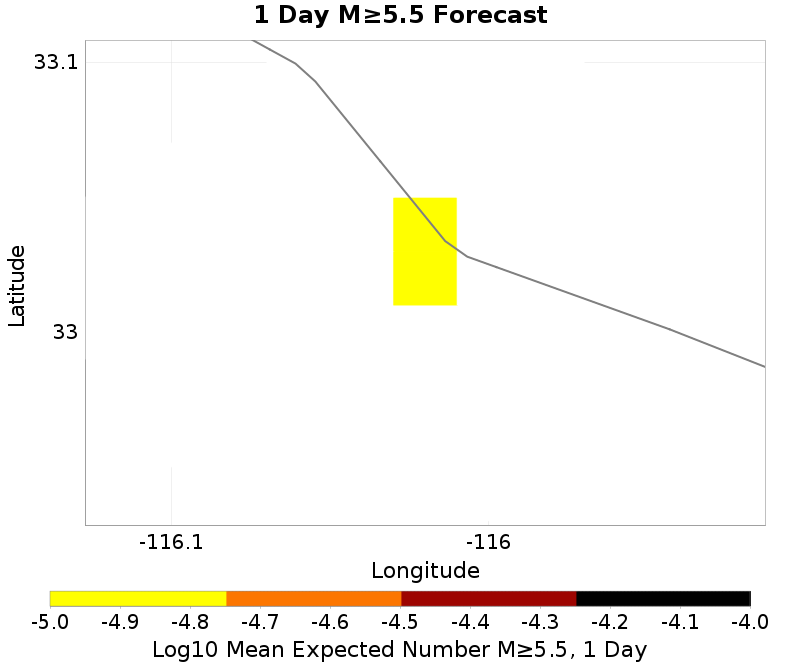 1 Day M≥5.5 Forecast
33.1
33
Latitude
-116.1 -116
Longitude
-5.0 -4.9 -4.8 -4.7 -4.6 -4.5 -4.4 -4.3 -4.2 -4.1 -4.0
Log10 Mean Expected Number M≥5.5, 1 Day